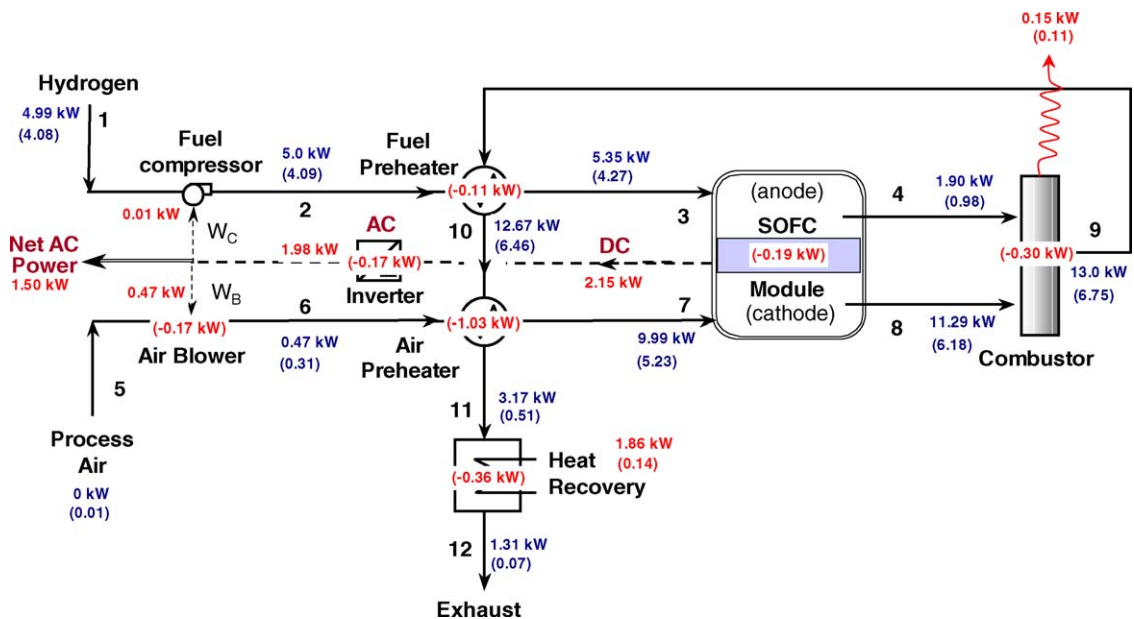 0.15 kW
(0.11)
Hydrogen
4.99 kW
(4.08)
1
Fuel
compressor
5.0 kW
(4.09)
Fuel
Preheater
5.35 kW
(4.27)
(-0.11 kW)
2
3
0.01 kW
W_C
(anode)
SOFC
(-0.19 kW)
Module
(cathode)
4
1.90 kW
(0.98)
9
(-0.30 kW)
13.0 kW
(6.75)
10
12.67 kW
(6.46)
AC
DC
Net AC
Power
1.50 kW
1.98 kW
(-0.17 kW)
2.15 kW
Inverter
0.47 kW
W_B
6
(-0.17 kW)
Air Blower
0.47 kW
(0.31)
(-1.03 kW)
Air
Preheater
7
9.99 kW
(5.23)
8
11.29 kW
(6.18)
Combustor
5
Process
Air
0 kW
(0.01)
11
3.17 kW
(0.51)
Heat
Recovery
1.86 kW
(0.14)
(-0.36 kW)
12
1.31 kW
(0.07)
Exhaust